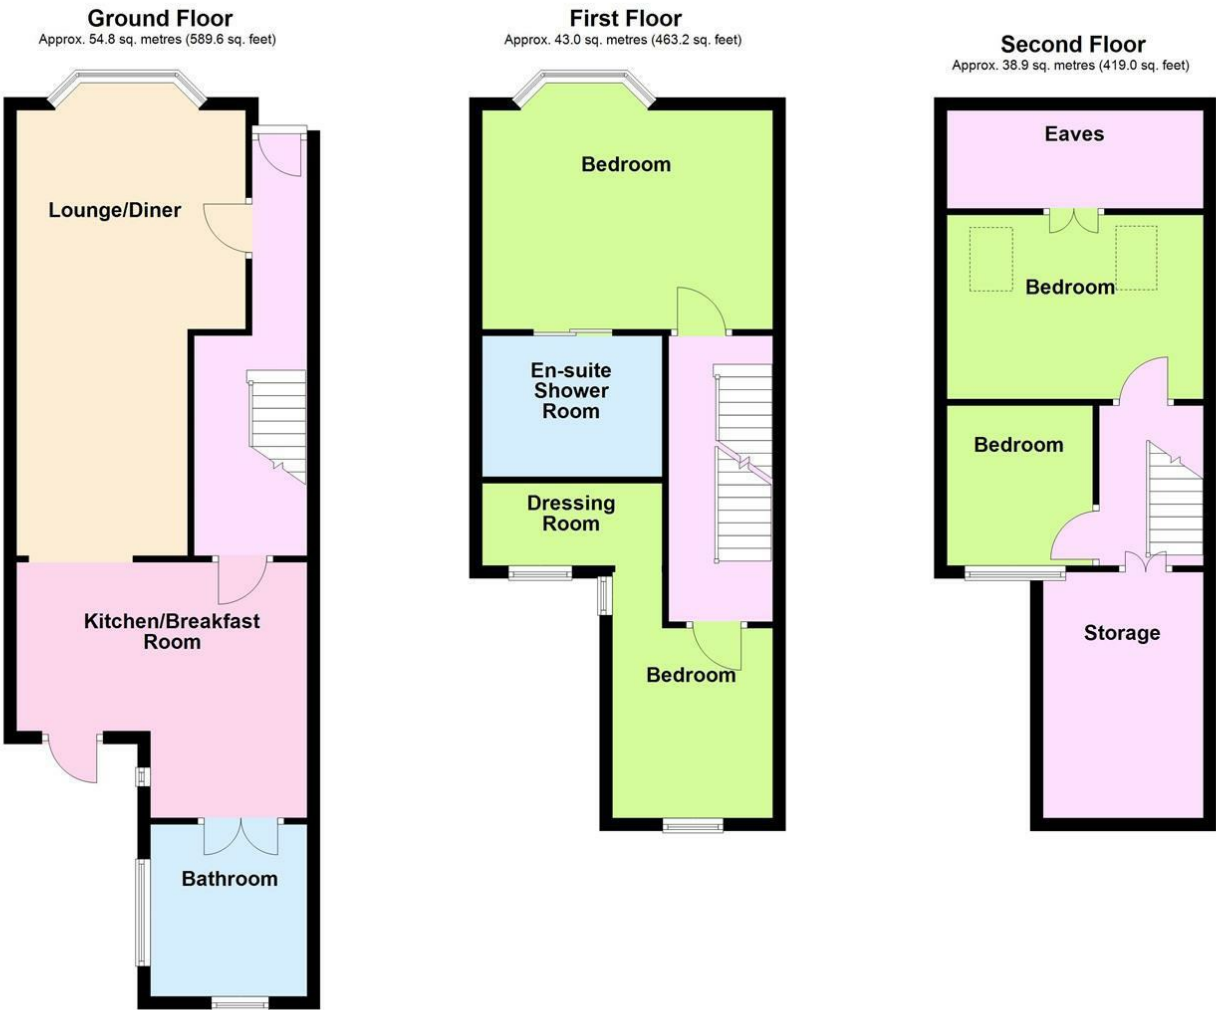 Ground Floor
Approx. 54.8 sq. metres (589.6 sq. feet)
Lounge/Diner
Kitchen/Breakfast
Room
Bathroom
First Floor
Approx. 43.0 sq. metres (463.2 sq. feet)
Bedroom
En-suite
Shower
Room
Dressing
Room
Bedroom
Second Floor
Approx. 38.9 sq. metres (419.0 sq. feet)
Eaves
Bedroom
Bedroom
Storage